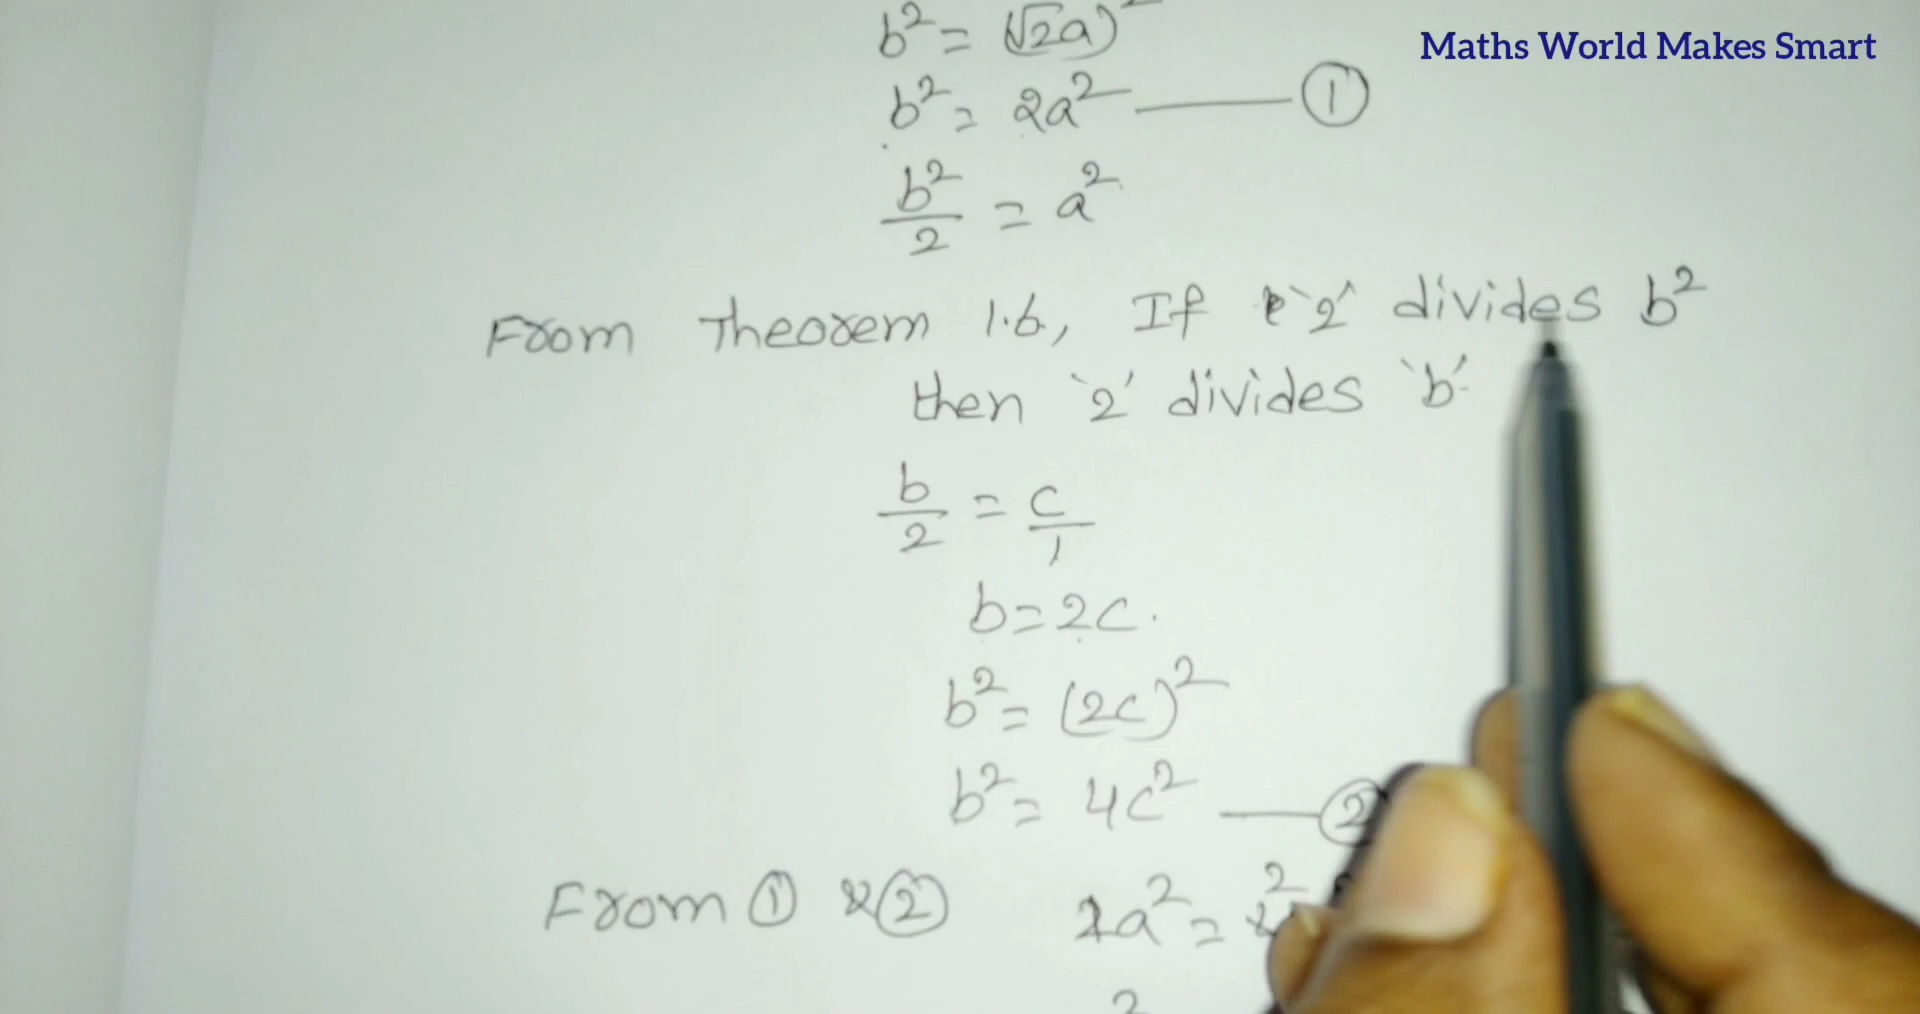 b² = (√2a)²
Maths World Makes Smart
b² = 2a² —— ①
b²/2 = a²
From Theorem 1.6, If '2' divides b²
then '2' divides 'b'
b/2 = c/1
b = 2c.
b² = (2c)²
b² = 4c² —— ②
From ① & ② 2a² =